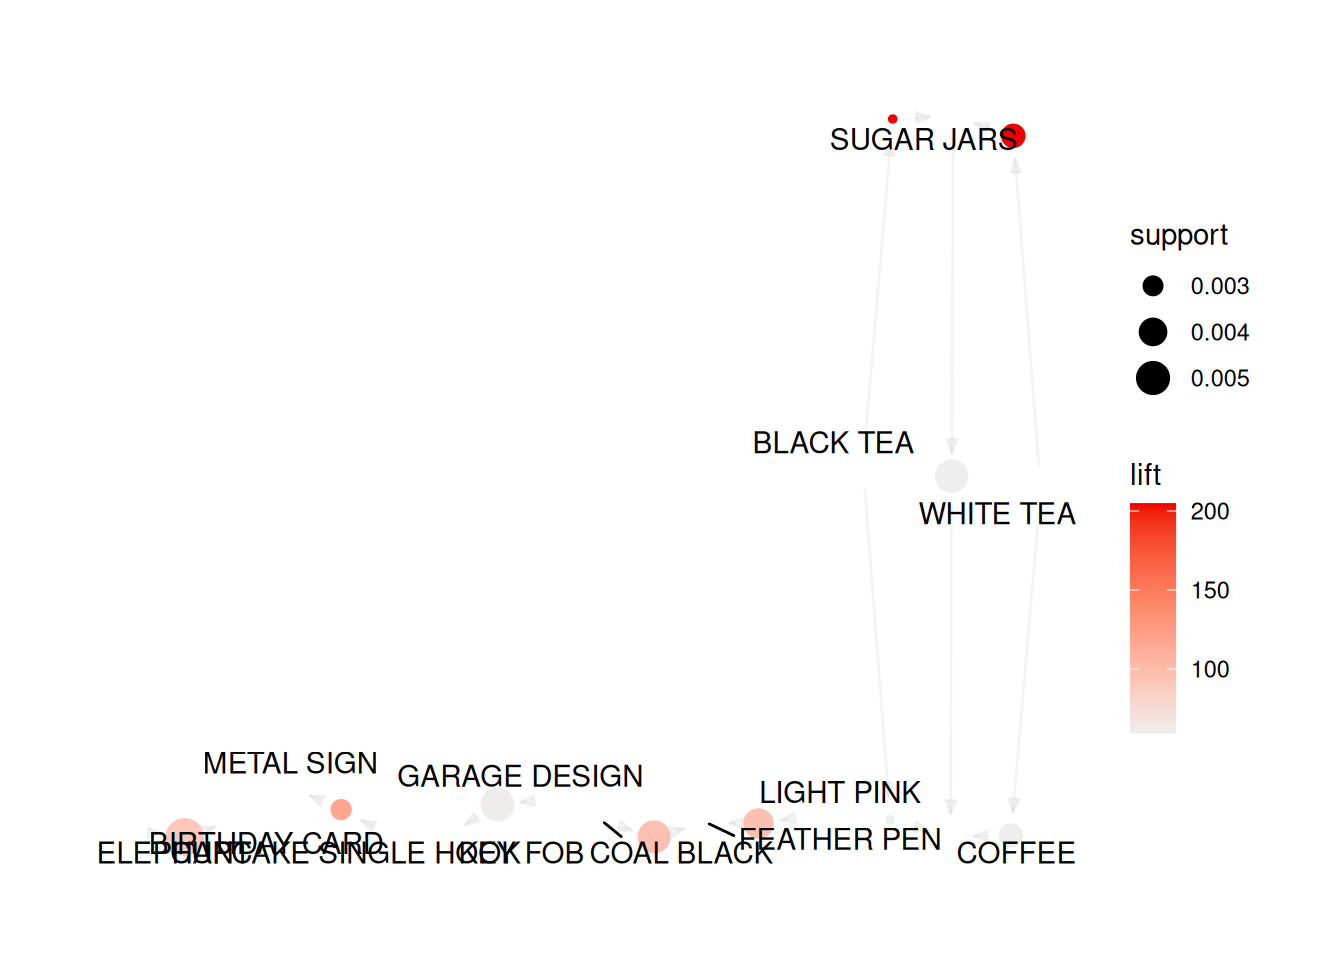 SUGAR JARS
support
0.003
0.004
0.005
BLACK TEA
lift
WHITE TEA
200
150
100
METAL SIGN
GARAGE DESIGN
LIGHT PINK
BIRTHDAY CARD
FEATHER PEN
ELEPHANT
CUPCAKE SINGLE HOOK
KEY FOB
COAL BLACK
COFFEE